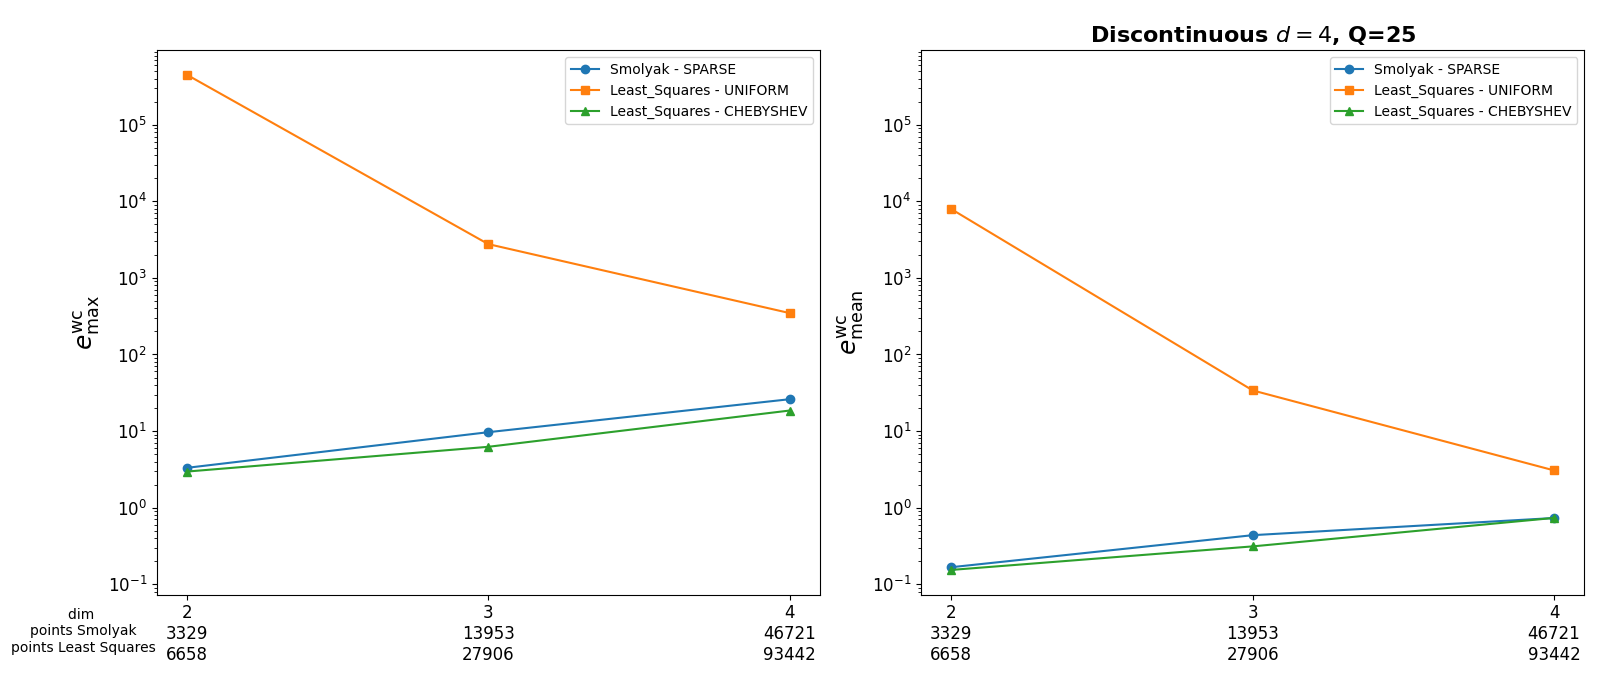 Discontinuous d = 4, Q=25
Smolyak - SPARSE
Least_Squares - UNIFORM
Least_Squares - CHEBYSHEV
10^5
10^4
10^3
10^2
10^1
10^0
10^-1
e^wc_max
dim
points Smolyak
points Least Squares
2 3 4
3329 13953 46721
6658 27906 93442
Smolyak - SPARSE
Least_Squares - UNIFORM
Least_Squares - CHEBYSHEV
10^5
10^4
10^3
10^2
10^1
10^0
10^-1
e^wc_mean
2 3 4
3329 13953 46721
6658 27906 93442